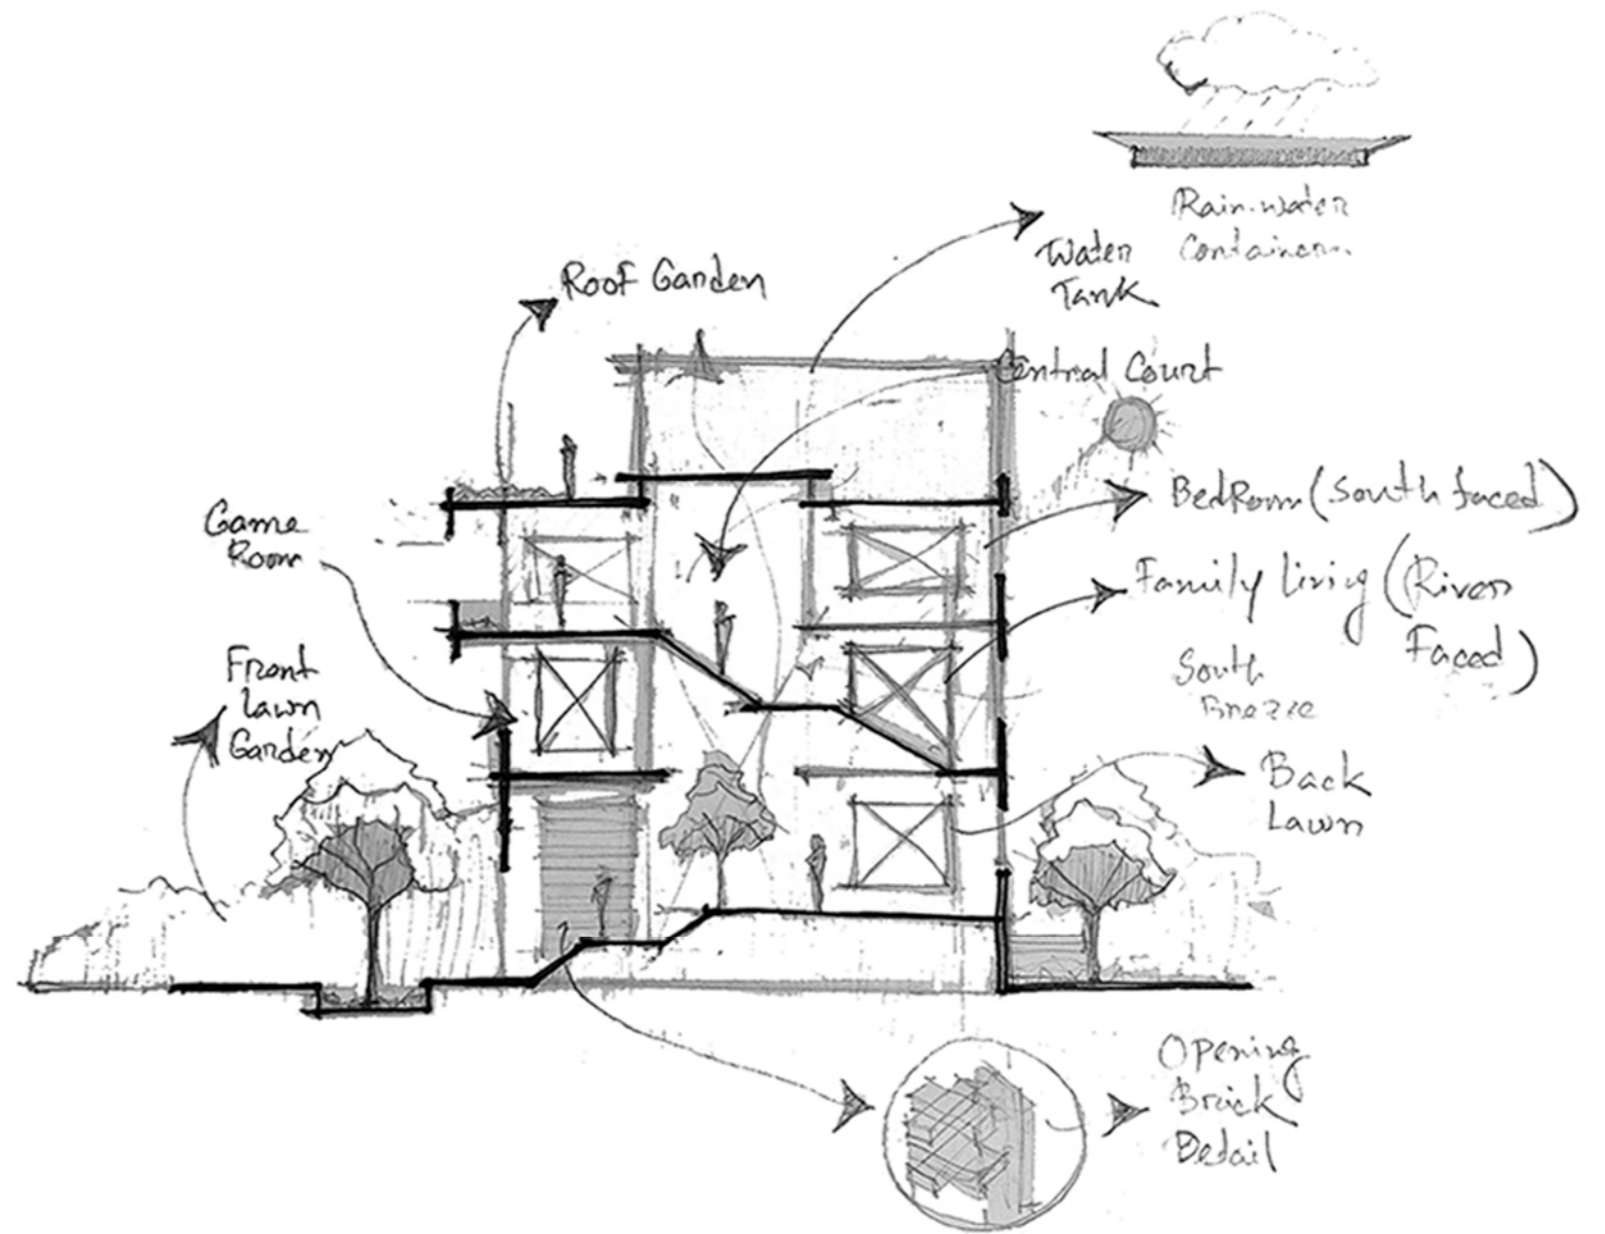 Rain-water
Container
Water
Tank
Roof Garden
Central Court
BedRoom (South faced)
Game
Room
Family living (River
Faced)
South
Breeze
Front
Lawn
Garden
Back
Lawn
Opening
Brick
Detail